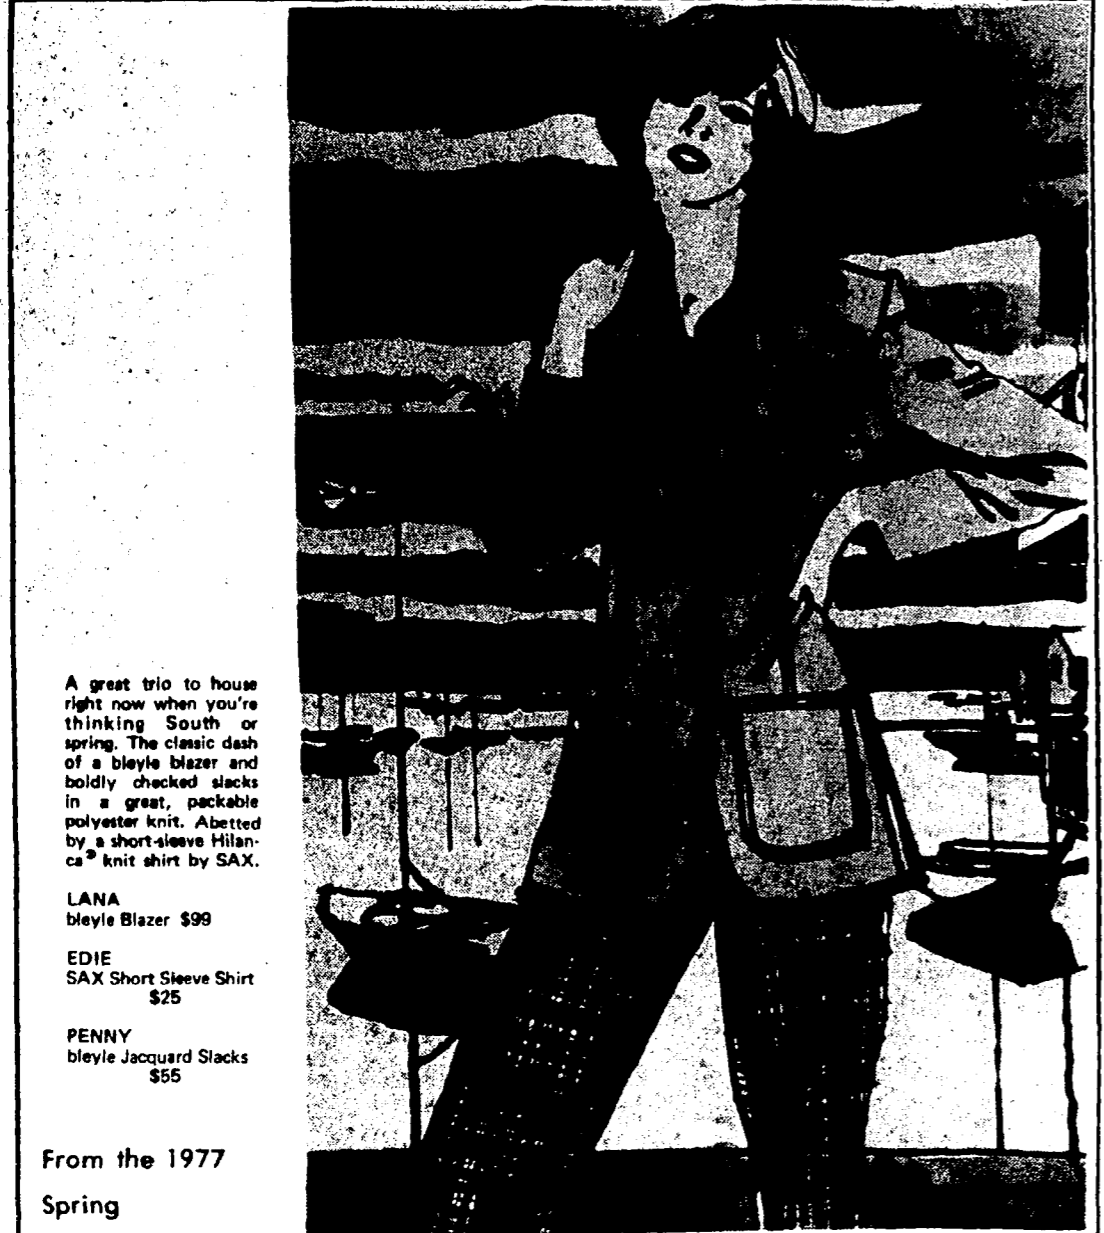 A great trio to house
right now when you're
thinking South or
spring. The classic dash
of a bleyle blazer and
boldly checked slacks
in a great, packable
polyester knit. Abetted
by a short-sleeve Hilan-
ca® knit shirt by SAX.
LANA
bleyle Blazer $99
EDIE
SAX Short Sleeve Shirt
$25
PENNY
bleyle Jacquard Slacks
$55
From the 1977
Spring